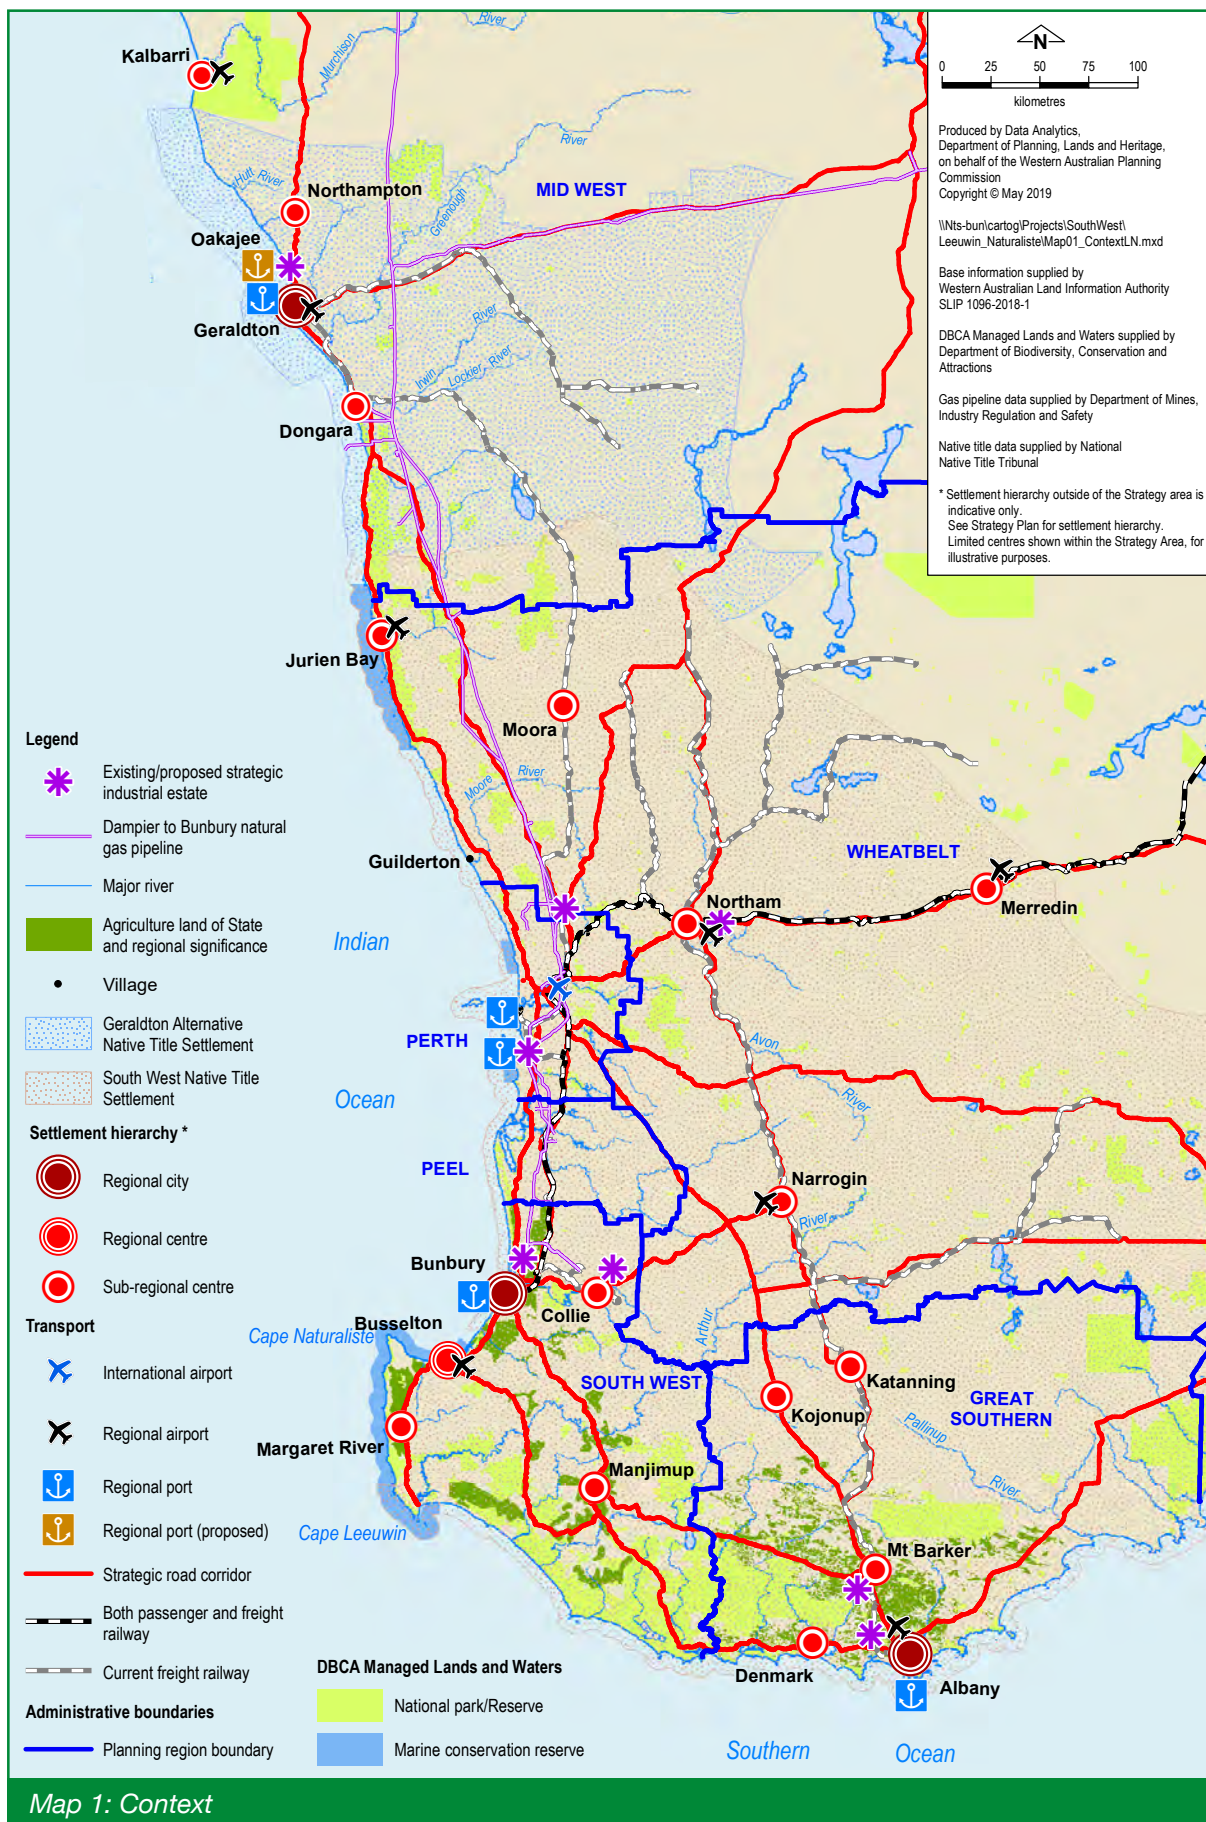 Kalbarri
Murchison
River
N
0 25 50 75 100
kilometres
Produced by Data Analytics,
Department of Planning, Lands and Heritage,
on behalf of the Western Australian Planning
Commission
Copyright © May 2019
\\Nts-bun\cartog\Projects\SouthWest\
Leeuwin_Naturaliste\Map01_ContextLN.mxd
Base information supplied by
Western Australian Land Information Authority
SLIP 1096-2018-1
DBCA Managed Lands and Waters supplied by
Department of Biodiversity, Conservation and
Attractions
Gas pipeline data supplied by Department of Mines,
Industry Regulation and Safety
Native title data supplied by National
Native Title Tribunal
* Settlement hierarchy outside of the Strategy area is
indicative only.
See Strategy Plan for settlement hierarchy.
Limited centres shown within the Strategy Area, for
illustrative purposes.
River
Hutt River
Northampton
MID WEST
Greenough
Oakajee
Geraldton
River
Irwin
Lockier River
Dongara
Jurien Bay
Moora
Moore River
Guilderton
WHEATBELT
Northam
Merredin
Indian
Ocean
PERTH
Avon
River
PEEL
Narrogin
River
Bunbury
Collie
Arthur
Busselton
Cape Naturaliste
SOUTH WEST
Katanning
Kojonup
GREAT
SOUTHERN
Pallinup
River
Margaret River
Manjimup
Cape Leeuwin
Mt Barker
Denmark
Albany
Southern Ocean
Legend
Existing/proposed strategic
industrial estate
Dampier to Bunbury natural
gas pipeline
Major river
Agriculture land of State
and regional significance
Village
Geraldton Alternative
Native Title Settlement
South West Native Title
Settlement
Settlement hierarchy *
Regional city
Regional centre
Sub-regional centre
Transport
International airport
Regional airport
Regional port
Regional port (proposed)
Strategic road corridor
Both passenger and freight
railway
Current freight railway
Administrative boundaries
Planning region boundary
DBCA Managed Lands and Waters
National park/Reserve
Marine conservation reserve
Map 1: Context